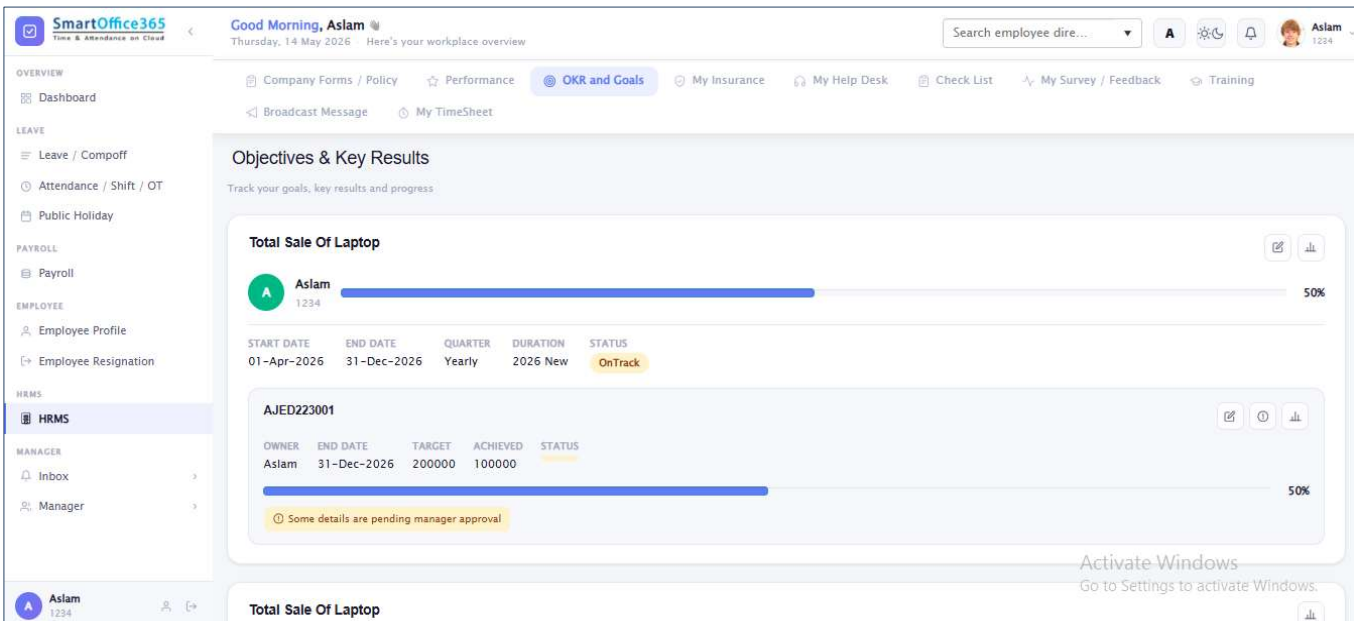 SmartOffice365
Time & Attendance on Cloud
Good Morning, Aslam
Thursday, 14 May 2026 Here's your workplace overview
Search employee dire...
A
Aslam
1234
OVERVIEW
Dashboard
LEAVE
Leave / Compoff
Attendance / Shift / OT
Public Holiday
PAYROLL
Payroll
EMPLOYEE
Employee Profile
Employee Resignation
HRMS
HRMS
MANAGER
Inbox
Manager
A
Aslam
1234
Company Forms / Policy Performance OKR and Goals My Insurance My Help Desk Check List My Survey / Feedback Training
Broadcast Message My TimeSheet
Objectives & Key Results
Track your goals, key results and progress
Total Sale Of Laptop
A
Aslam
1234
50%
START DATE END DATE QUARTER DURATION STATUS
01-Apr-2026 31-Dec-2026 Yearly 2026 New OnTrack
AJED223001
OWNER END DATE TARGET ACHIEVED STATUS
Aslam 31-Dec-2026 200000 100000
50%
Some details are pending manager approval
Activate Windows
Go to Settings to activate Windows.
Total Sale Of Laptop